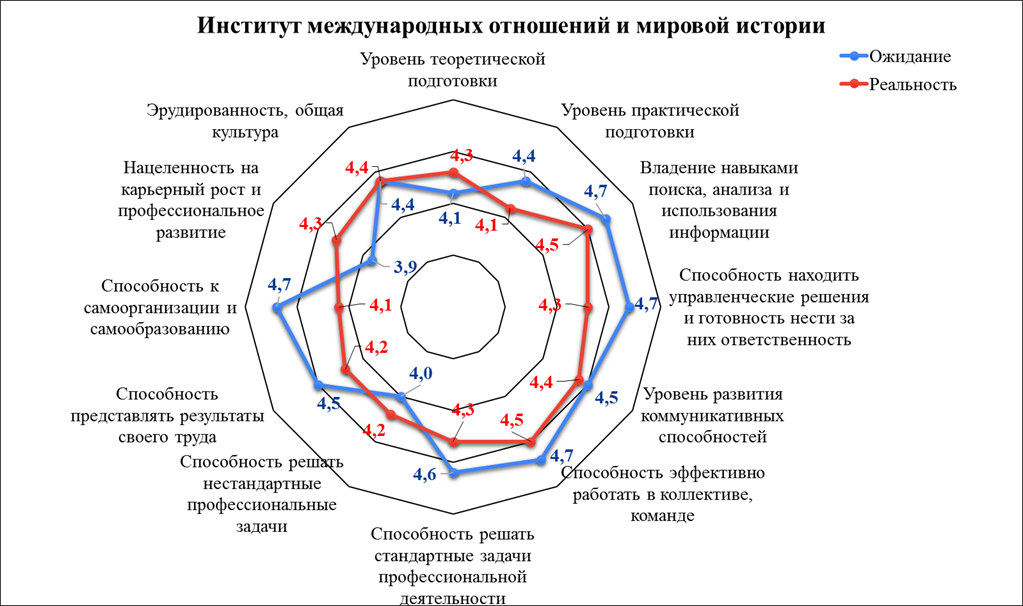 Институт международных отношений и мировой истории
Ожидание
Реальность
Уровень теоретической
подготовки
Уровень практической
подготовки
Владение навыками
поиска, анализа и
использования
информации
Способность находить
управленческие решения
и готовность нести за
них ответственность
Уровень развития
коммуникативных
способностей
Способность эффективно
работать в коллективе,
команде
Способность решать
стандартные задачи
профессиональной
деятельности
Способность решать
нестандартные
профессиональные
задачи
Способность
представлять результаты
своего труда
Способность к
самоорганизации и
самообразованию
Нацеленность на
карьерный рост и
профессиональное
развитие
Эрудированность, общая
культура
4,1
4,4
4,7
4,7
4,5
4,7
4,6
4,0
4,5
4,7
3,9
4,4
4,3
4,1
4,5
4,3
4,4
4,5
4,3
4,2
4,2
4,1
4,3
4,4